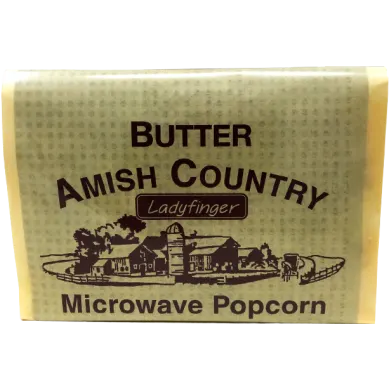 BUTTER
AMISH COUNTRY
Ladyfinger
Microwave Popcorn